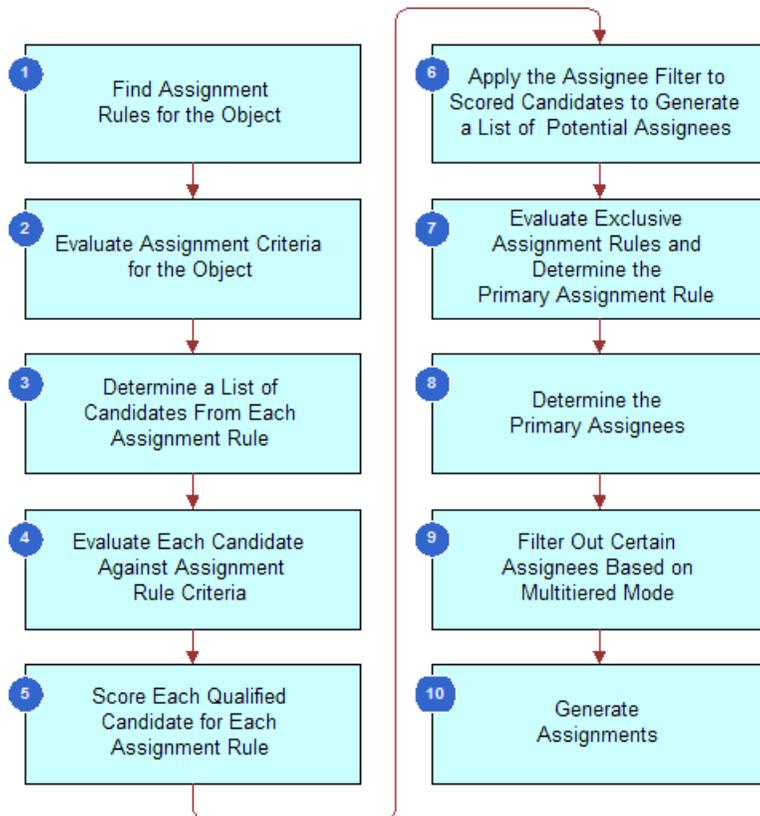 1
Find Assignment
Rules for the Object
2
Evaluate Assignment Criteria
for the Object
3
Determine a List of
Candidates From Each
Assignment Rule
4
Evaluate Each Candidate
Against Assignment
Rule Criteria
5
Score Each Qualified
Candidate for Each
Assignment Rule
6
Apply the Assignee Filter to
Scored Candidates to Generate
a List of Potential Assignees
7
Evaluate Exclusive
Assignment Rules and
Determine the
Primary Assignment Rule
8
Determine the
Primary Assignees
9
Filter Out Certain
Assignees Based on
Multitiered Mode
10
Generate
Assignments